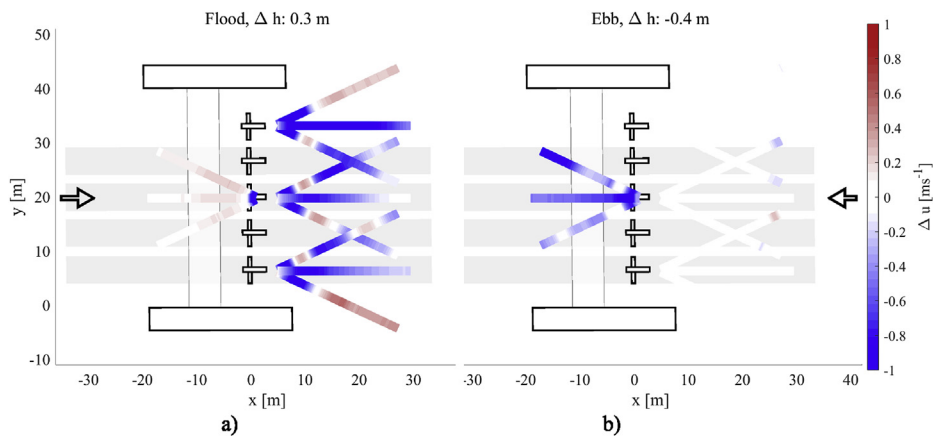 Flood, Δ h: 0.3 m
Ebb, Δ h: -0.4 m
50
40
30
20
10
0
-10
y [m]
-30 -20 -10 0 10 20 30
x [m]
-30 -20 -10 0 10 20 30 40
x [m]
1
0.8
0.6
0.4
0.2
0
-0.2
-0.4
-0.6
-0.8
-1
Δ u [ms⁻¹]
a)
b)